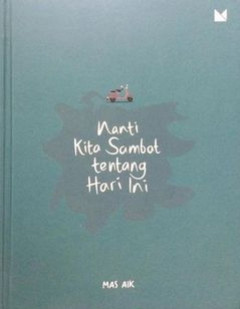 Nanti
Kita Sambat
tentang
Hari Ini
MAS AIK